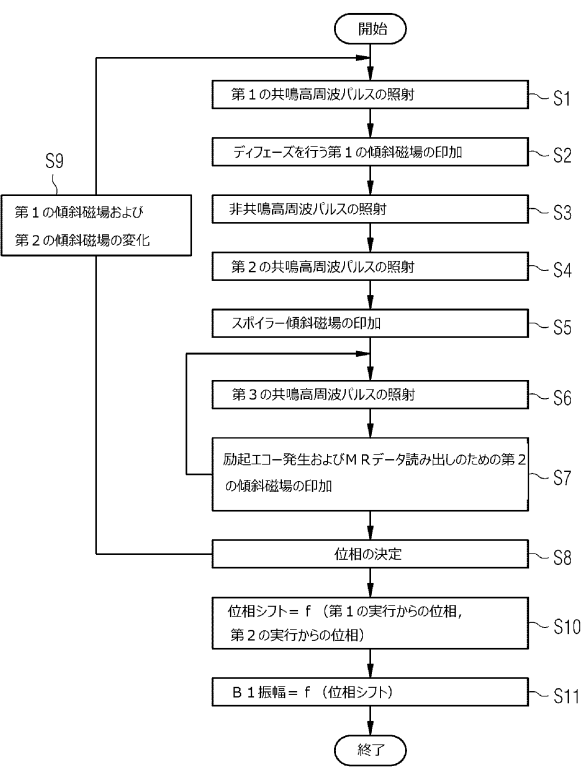 開始
第１の共鳴高周波パルスの照射
S1
ディフェーズを行う第１の傾斜磁場の印加
S2
S9
第１の傾斜磁場および
第２の傾斜磁場の変化
非共鳴高周波パルスの照射
S3
第２の共鳴高周波パルスの照射
S4
スポイラー傾斜磁場の印加
S5
第３の共鳴高周波パルスの照射
S6
励起エコー発生およびＭＲデータ読み出しのための第２
の傾斜磁場の印加
S7
位相の決定
S8
位相シフト＝ｆ（第１の実行からの位相，
第２の実行からの位相）
S10
Ｂ１振幅＝ｆ（位相シフト）
S11
終了